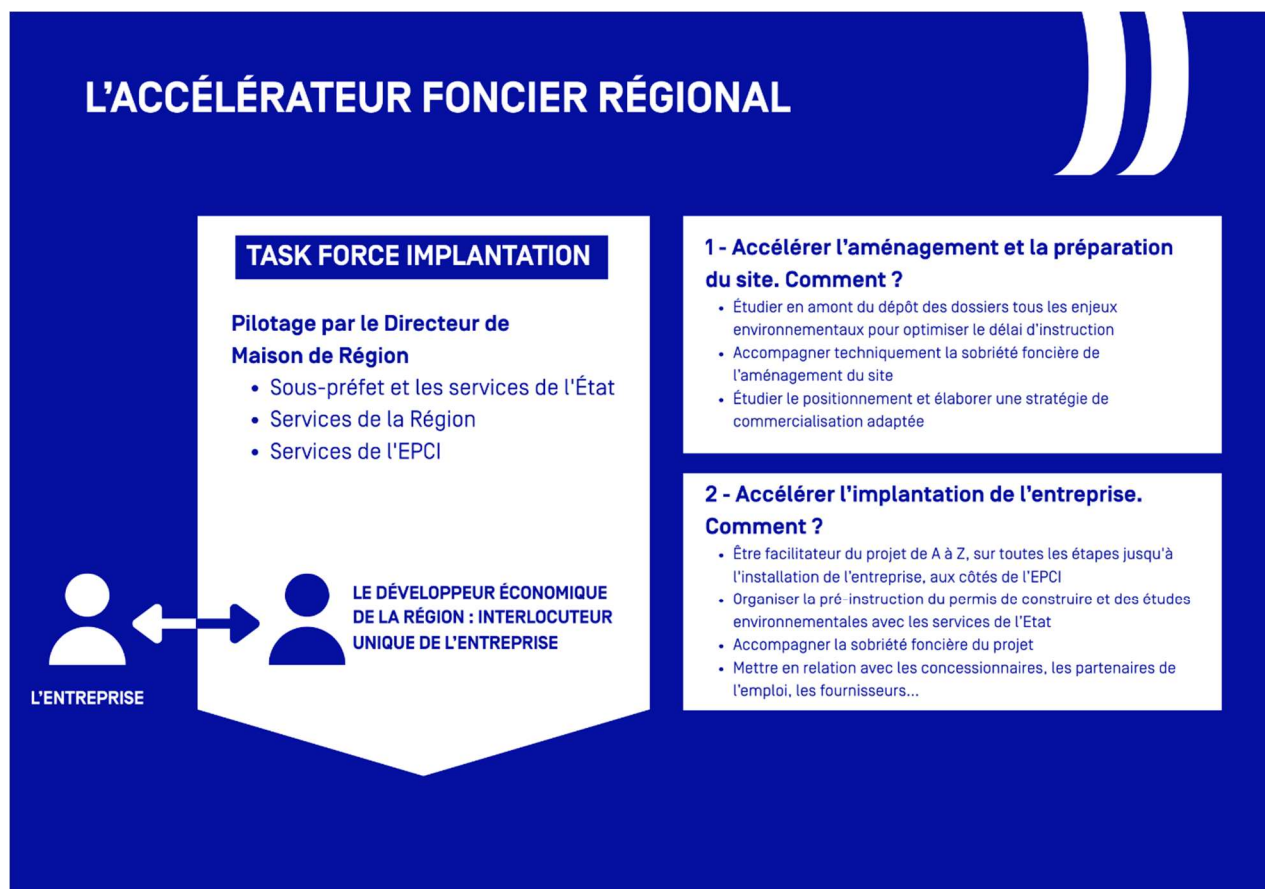 L'ACCÉLÉRATEUR FONCIER RÉGIONAL
TASK FORCE IMPLANTATION
Pilotage par le Directeur de
Maison de Région
• Sous-préfet et les services de l'État
• Services de la Région
• Services de l'EPCI
LE DÉVELOPPEUR ÉCONOMIQUE
DE LA RÉGION : INTERLOCUTEUR
UNIQUE DE L'ENTREPRISE
L'ENTREPRISE
1 - Accélérer l'aménagement et la préparation
du site. Comment ?
• Étudier en amont du dépôt des dossiers tous les enjeux
environnementaux pour optimiser le délai d'instruction
• Accompagner techniquement la sobriété foncière de
l'aménagement du site
• Étudier le positionnement et élaborer une stratégie de
commercialisation adaptée
2 - Accélérer l'implantation de l'entreprise.
Comment ?
• Être facilitateur du projet de A à Z, sur toutes les étapes jusqu'à
l'installation de l'entreprise, aux côtés de l'EPCI
• Organiser la pré-instruction du permis de construire et des études
environnementales avec les services de l'Etat
• Accompagner la sobriété foncière du projet
• Mettre en relation avec les concessionnaires, les partenaires de
l'emploi, les fournisseurs...